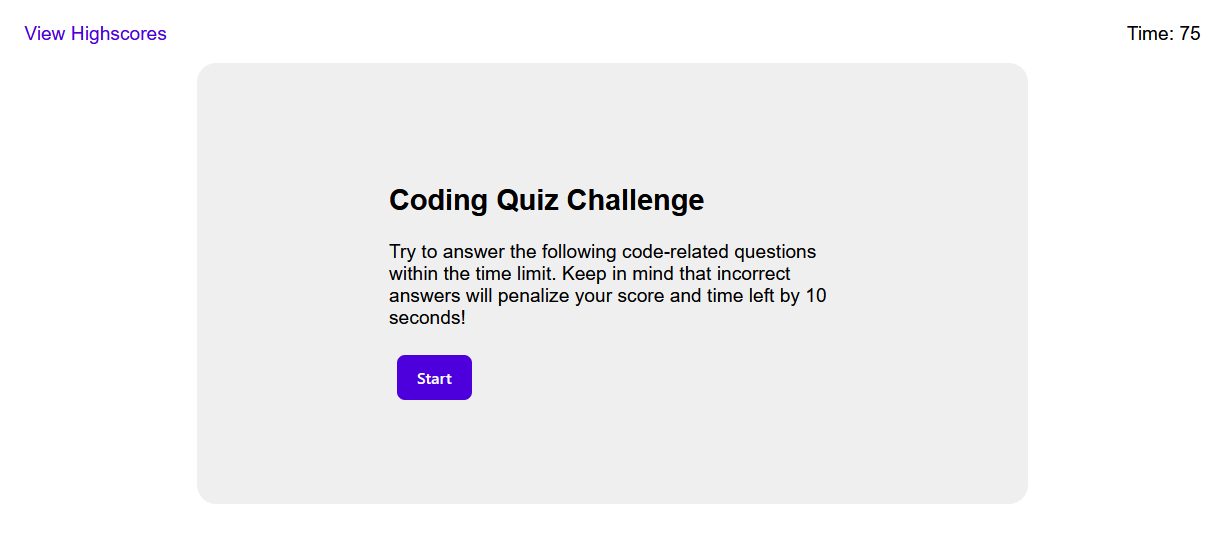 View Highscores
Time: 75
Coding Quiz Challenge
Try to answer the following code-related questions
within the time limit. Keep in mind that incorrect
answers will penalize your score and time left by 10
seconds!
Start